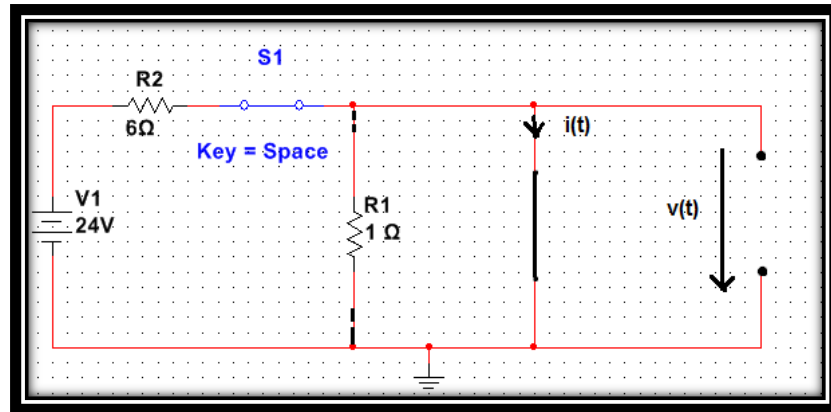 S1
R2
6Ω
Key = Space
i(t)
V1
24V
R1
1 Ω
v(t)